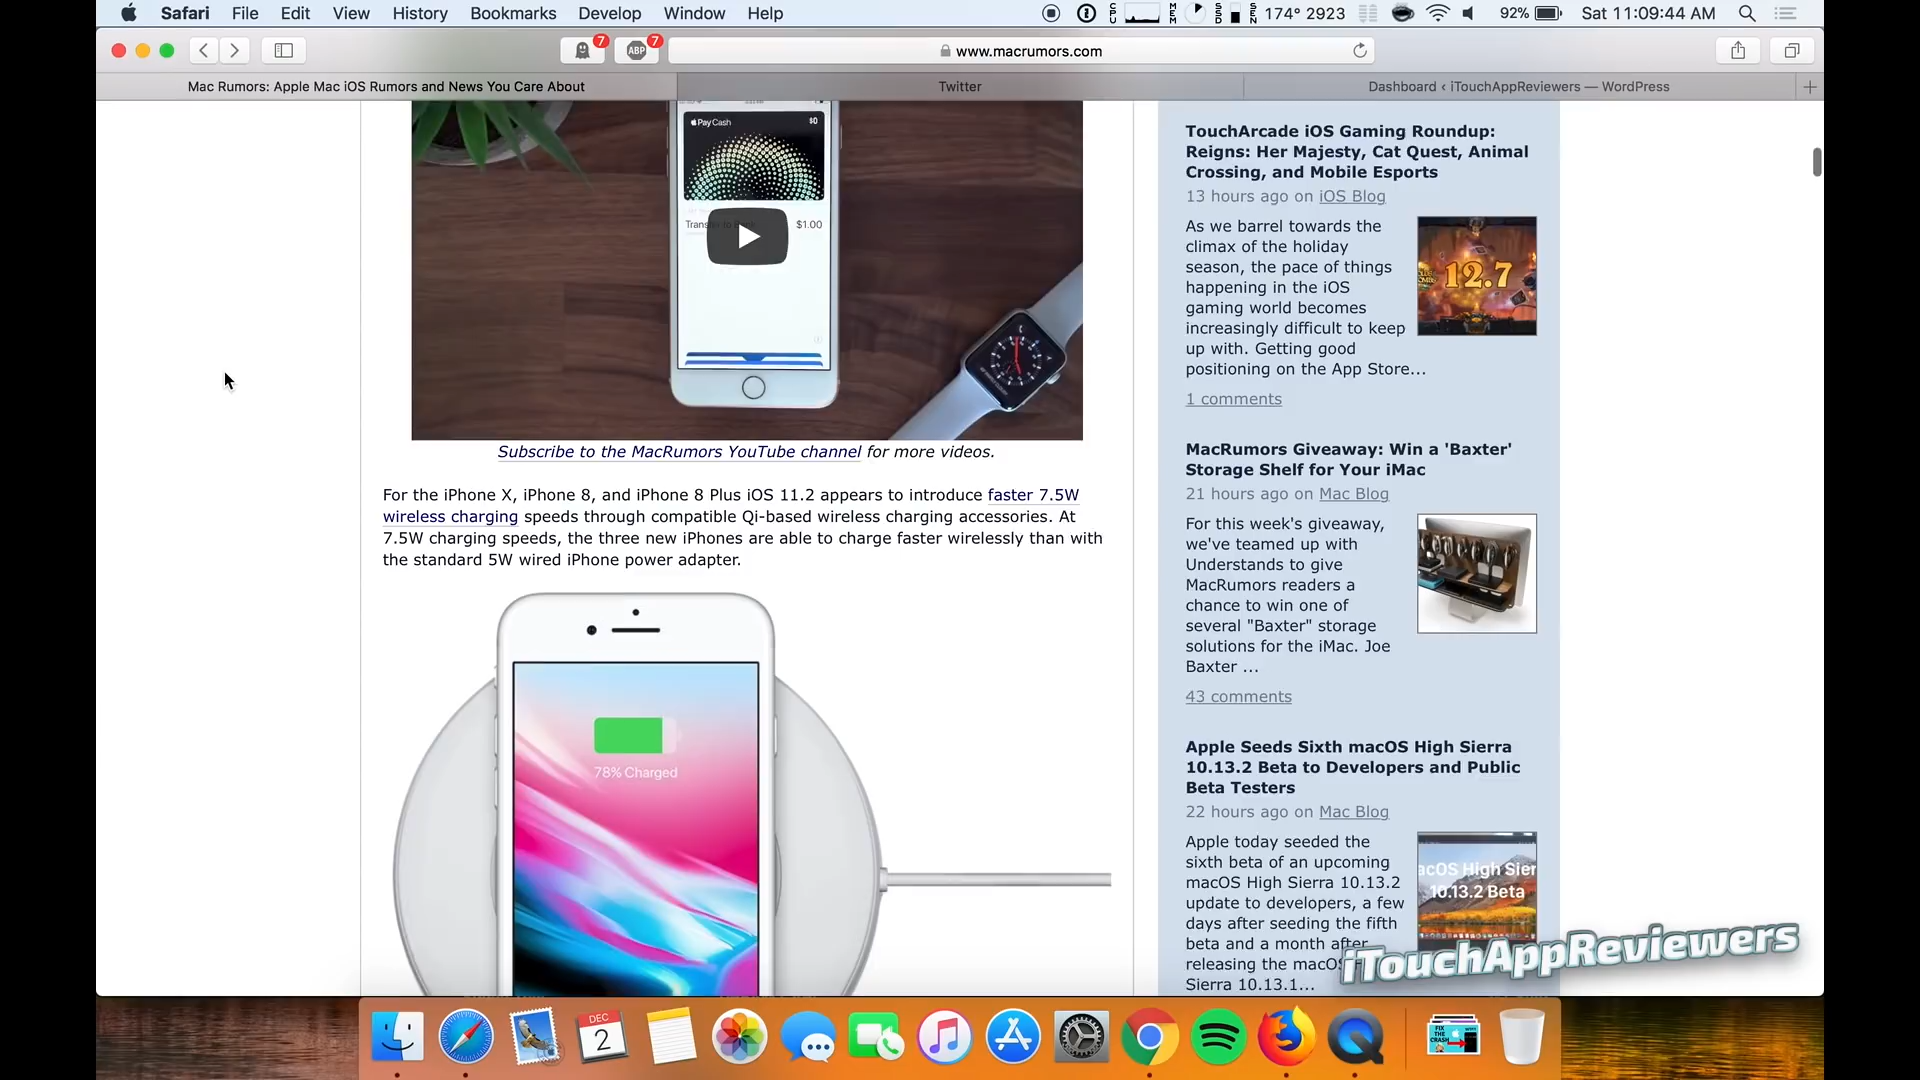 Safari File Edit View History Bookmarks Develop Window Help
CPU MEM SSD SEN 174° 2923 92% Sat 11:09:44 AM
7 ABP 7 www.macrumors.com
Mac Rumors: Apple Mac iOS Rumors and News You Care About
Twitter
Dashboard ‹ iTouchAppReviewers — WordPress
Pay Cash $0
$1.00
Subscribe to the MacRumors YouTube channel for more videos.
For the iPhone X, iPhone 8, and iPhone 8 Plus iOS 11.2 appears to introduce faster 7.5W
wireless charging speeds through compatible Qi-based wireless charging accessories. At
7.5W charging speeds, the three new iPhones are able to charge faster wirelessly than with
the standard 5W wired iPhone power adapter.
78% Charged
TouchArcade iOS Gaming Roundup:
Reigns: Her Majesty, Cat Quest, Animal
Crossing, and Mobile Esports
13 hours ago on iOS Blog
As we barrel towards the
climax of the holiday
season, the pace of things
happening in the iOS
gaming world becomes
increasingly difficult to keep
up with. Getting good
positioning on the App Store...
12.7
1 comments
MacRumors Giveaway: Win a 'Baxter'
Storage Shelf for Your iMac
21 hours ago on Mac Blog
For this week's giveaway,
we've teamed up with
Understands to give
MacRumors readers a
chance to win one of
several "Baxter" storage
solutions for the iMac. Joe
Baxter ...
43 comments
Apple Seeds Sixth macOS High Sierra
10.13.2 Beta to Developers and Public
Beta Testers
22 hours ago on Mac Blog
Apple today seeded the
sixth beta of an upcoming
macOS High Sierra 10.13.2
update to developers, a few
days after seeding the fifth
beta and a month after
releasing the macOS
Sierra 10.13.1...
acOS High Sier
10.13.2 Beta
iTouchAppReviewers
DEC
2
FIX
THE
CRASH